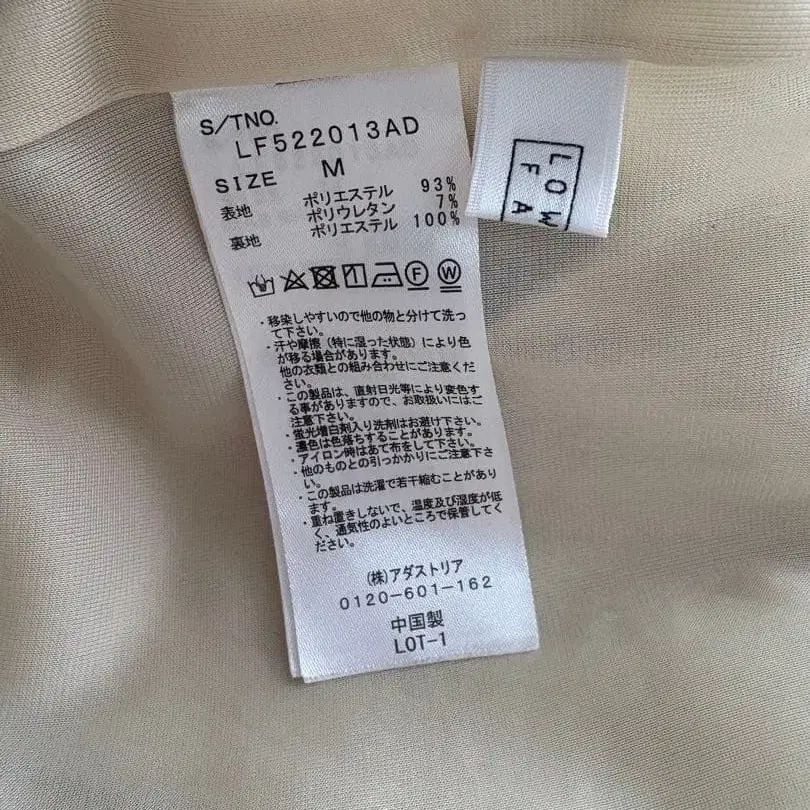 S/TNO.
LF522013AD
SIZE M
表地 ポリエステル 93%
ポリウレタン 7%
裏地 ポリエステル 100%
F W
・移染しやすいので他の物と分けて洗っ
て下さい。
・汗や摩擦（特に湿った状態）により色
が移る場合があります。
他の衣類との組み合わせにご注意くだ
さい。
・この製品は、直射日光等により変色す
る事がありますので、お取扱いにはご
注意下さい。
・蛍光増白剤入り洗剤はお避け下さい。
・濃色は色落ちすることがあります。
・アイロン時はあて布をして下さい。
・他のものとの引っかかりにご注意下さ
い。
・この製品は洗濯で若干縮むことがあり
ます。
・重ね置きしないで、温度及び湿度が低
く、通気性のよいところで保管してく
ださい。
(株)アダストリア
0120-601-162
中国製
LOT-1
LOW
FA